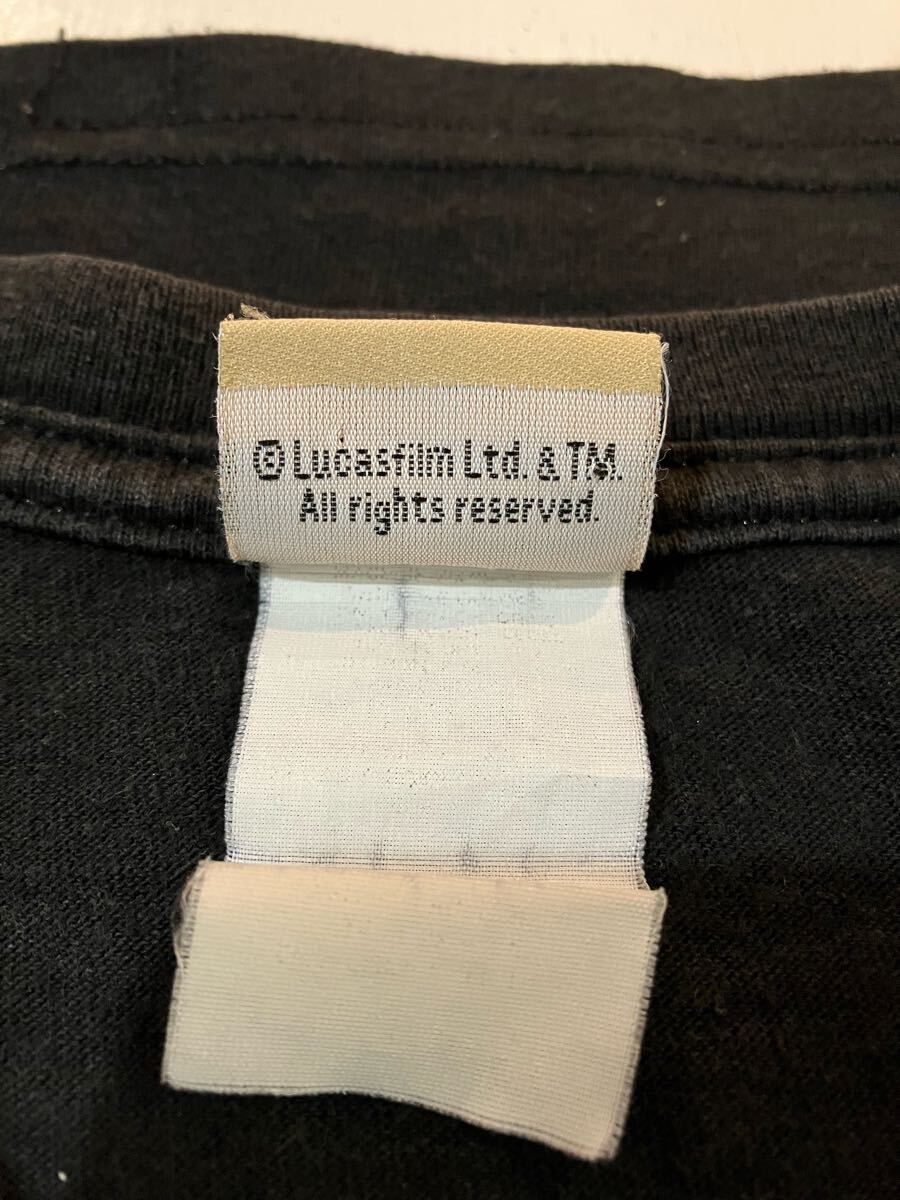 © Lucasfilm Ltd. & TM.
All rights reserved.